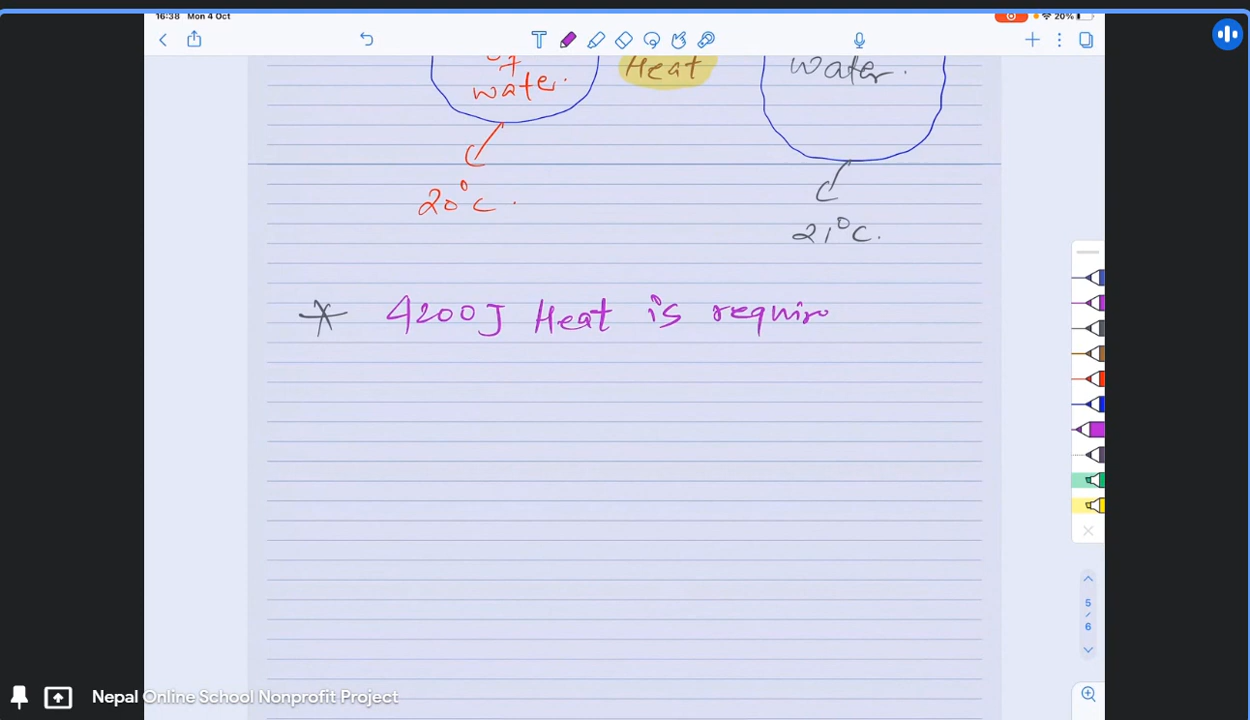 16:38 Mon 4 Oct
20%
T
of
water.
Heat
water.
20°C.
21°C.
* 4200J Heat is requir
5
/
6
Nepal Online School Nonprofit Project